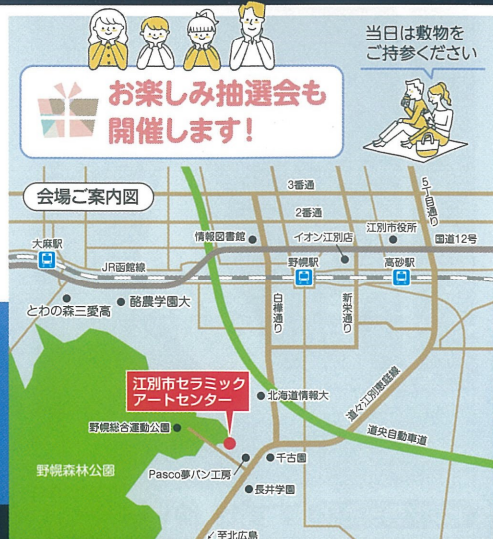 お楽しみ抽選会も
開催します!
当日は敷物を
ご持参ください
会場ご案内図
3番通
2番通
5丁目通り
情報図書館
イオン江別店
江別市役所
国道12号
大麻駅
野幌駅
高砂駅
JR函館線
とわの森三愛高
酪農学園大
白樺通り
新栄通り
江別市セラミック
アートセンター
北海道情報大
道々江別恵庭線
道央自動車道
野幌総合運動公園
野幌森林公園
千古園
Pasco夢パン工房
長井学園
至北広島